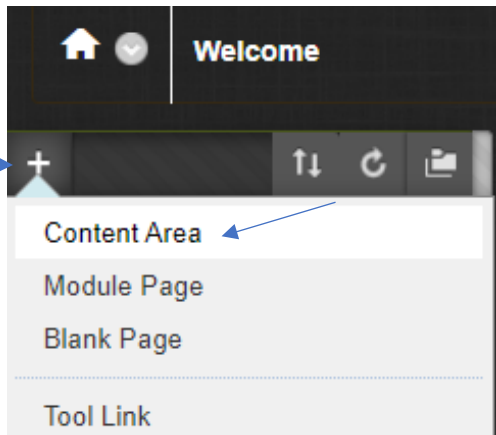 Welcome
Content Area
Module Page
Blank Page
Tool Link